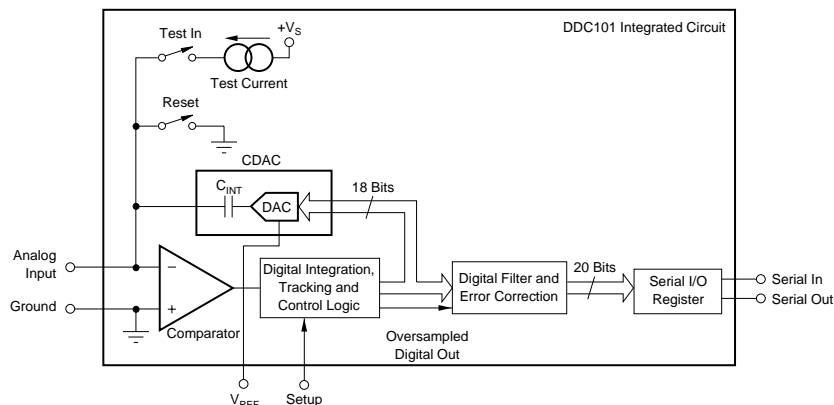 DDC101 Integrated Circuit
Test In
+VS
Test Current
Reset
CDAC
CINT
DAC
18 Bits
Analog
Input
Ground
−
+
Comparator
Digital Integration,
Tracking and
Control Logic
Digital Filter and
Error Correction
20 Bits
Serial I/O
Register
Serial In
Serial Out
Oversampled
Digital Out
VREF
Setup